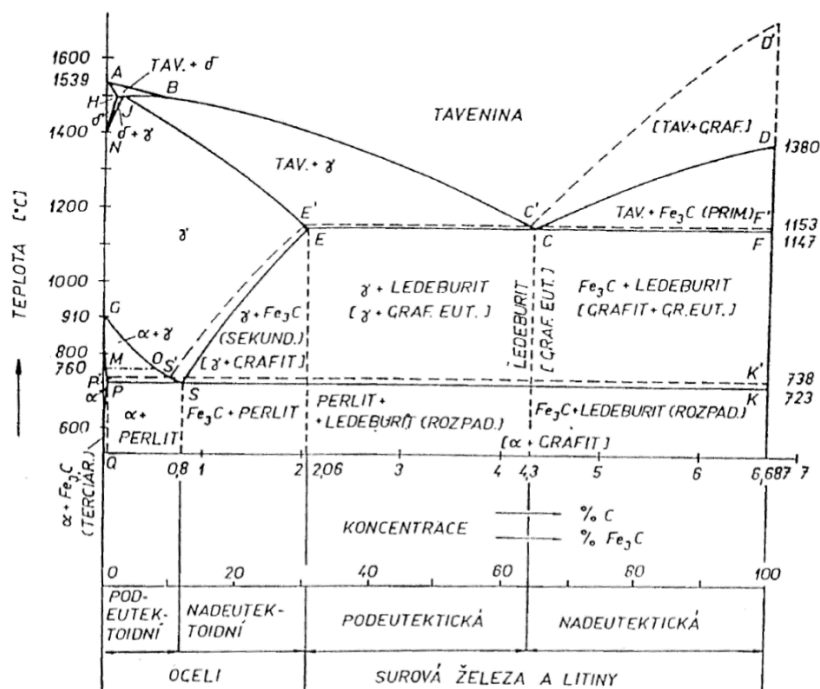 1600
1539
1400
1200
1100
1000
910
800
760
600
TEPLOTA [°C]
A
H
J
B
δ
N
TAV. + δ
δ + γ
TAVENINA
TAV. + γ
[TAV.+GRAF.]
D'
D
1380
TAV. + Fe3C (PRIM.)
E'
E
C'
C
F'
F
1153
1147
γ
G
α + γ
γ + Fe3C
(SEKUND.)
[γ + GRAFIT]
γ + LEDEBURIT
[γ + GRAF. EUT.]
LEDEBURIT
[GRAF. EUT.]
Fe3C + LEDEBURIT
[GRAFIT + GR. EUT.]
M
O
S'
P'
P
S
α
K'
K
738
723
α +
PERLIT
Fe3C + PERLIT
PERLIT +
+ LEDEBURIT (ROZPAD.)
Fe3C + LEDEBURIT (ROZPAD.)
[α + GRAFIT]
α + Fe3C
(TERCIÁR.)
0 0,8 1 2 2,06 3 4 4,3 5 6 6,687 7
KONCENTRACE
% C
% Fe3C
0 20 40 60 80 100
POD-
EUTEK-
TOIDNÍ
NADEUTEK-
TOIDNÍ
PODEUTEKTICKÁ
NADEUTEKTICKÁ
OCELI
SUROVÁ ŽELEZA A LITINY